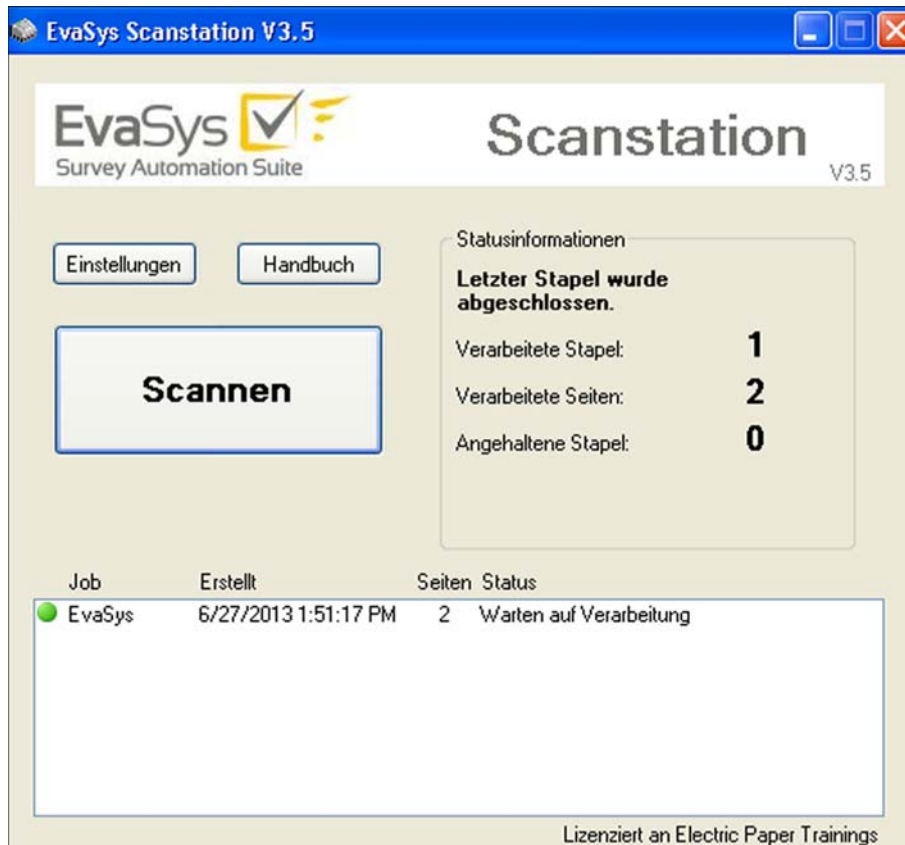 EvaSys Scanstation V3.5
EvaSys
Survey Automation Suite
Scanstation
V3.5
Einstellungen
Handbuch
Scannen
Statusinformationen
Letzter Stapel wurde
abgeschlossen.
Verarbeitete Stapel: 1
Verarbeitete Seiten: 2
Angehaltene Stapel: 0
Job Erstellt Seiten Status
EvaSys 6/27/2013 1:51:17 PM 2 Warten auf Verarbeitung
Lizenziert an Electric Paper Trainings